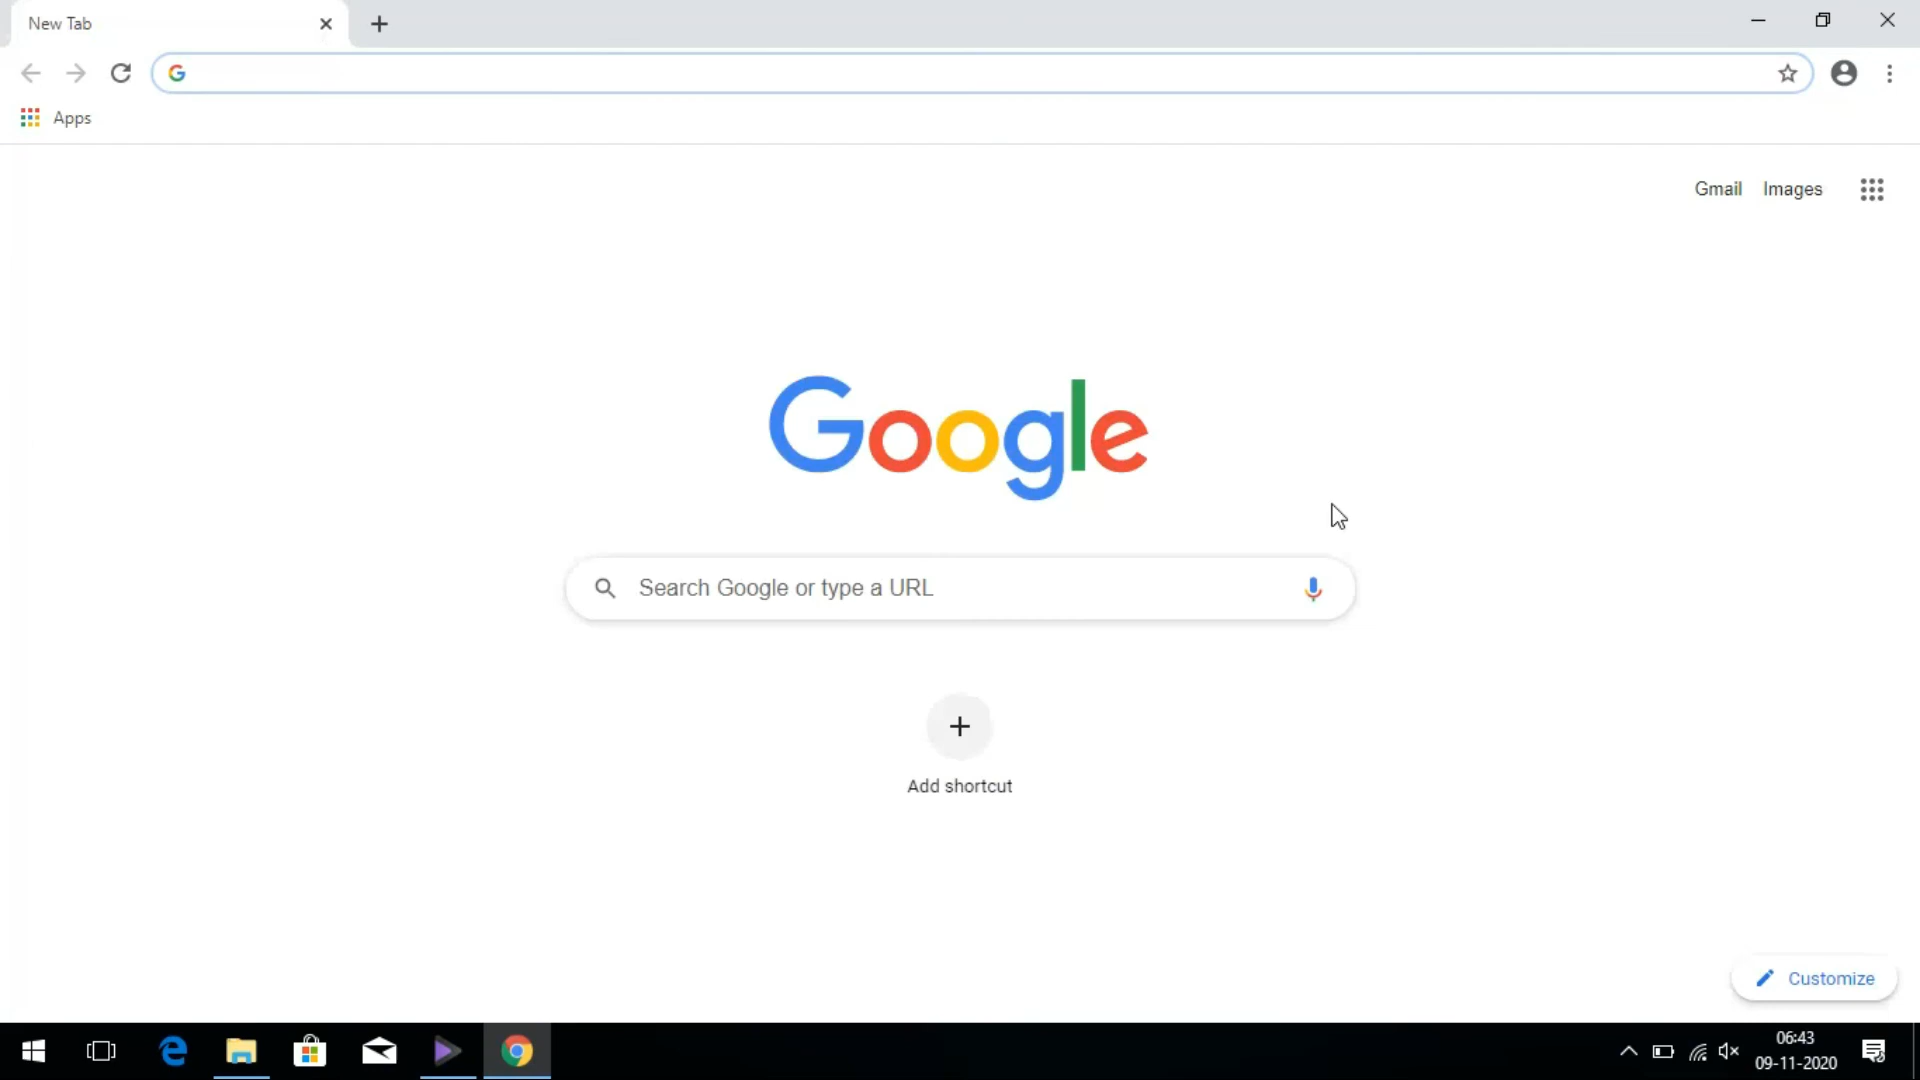 New Tab
Apps
Gmail Images
Google
Search Google or type a URL
Add shortcut
Customize
06:43
09-11-2020